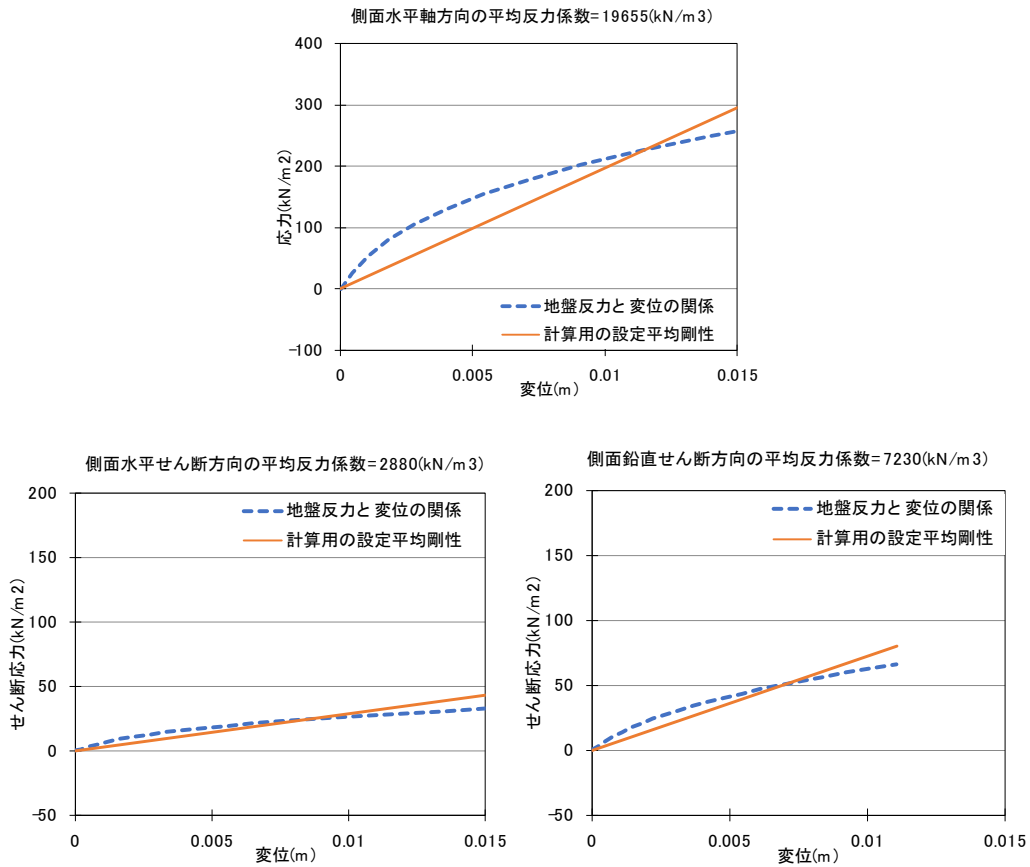 側面水平軸方向の平均反力係数=19655(kN/m3)
400
300
200
100
0
-100
応力(kN/m2)
地盤反力と変位の関係
計算用の設定平均剛性
0
0.005
0.01
0.015
変位(m)
側面水平せん断方向の平均反力係数=2880(kN/m3)
200
150
100
50
0
-50
せん断応力(kN/m2)
地盤反力と変位の関係
計算用の設定平均剛性
0
0.005
0.01
0.015
変位(m)
側面鉛直せん断方向の平均反力係数=7230(kN/m3)
200
150
100
50
0
-50
せん断応力(kN/m2)
地盤反力と変位の関係
計算用の設定平均剛性
0
0.005
0.01
0.015
変位(m)